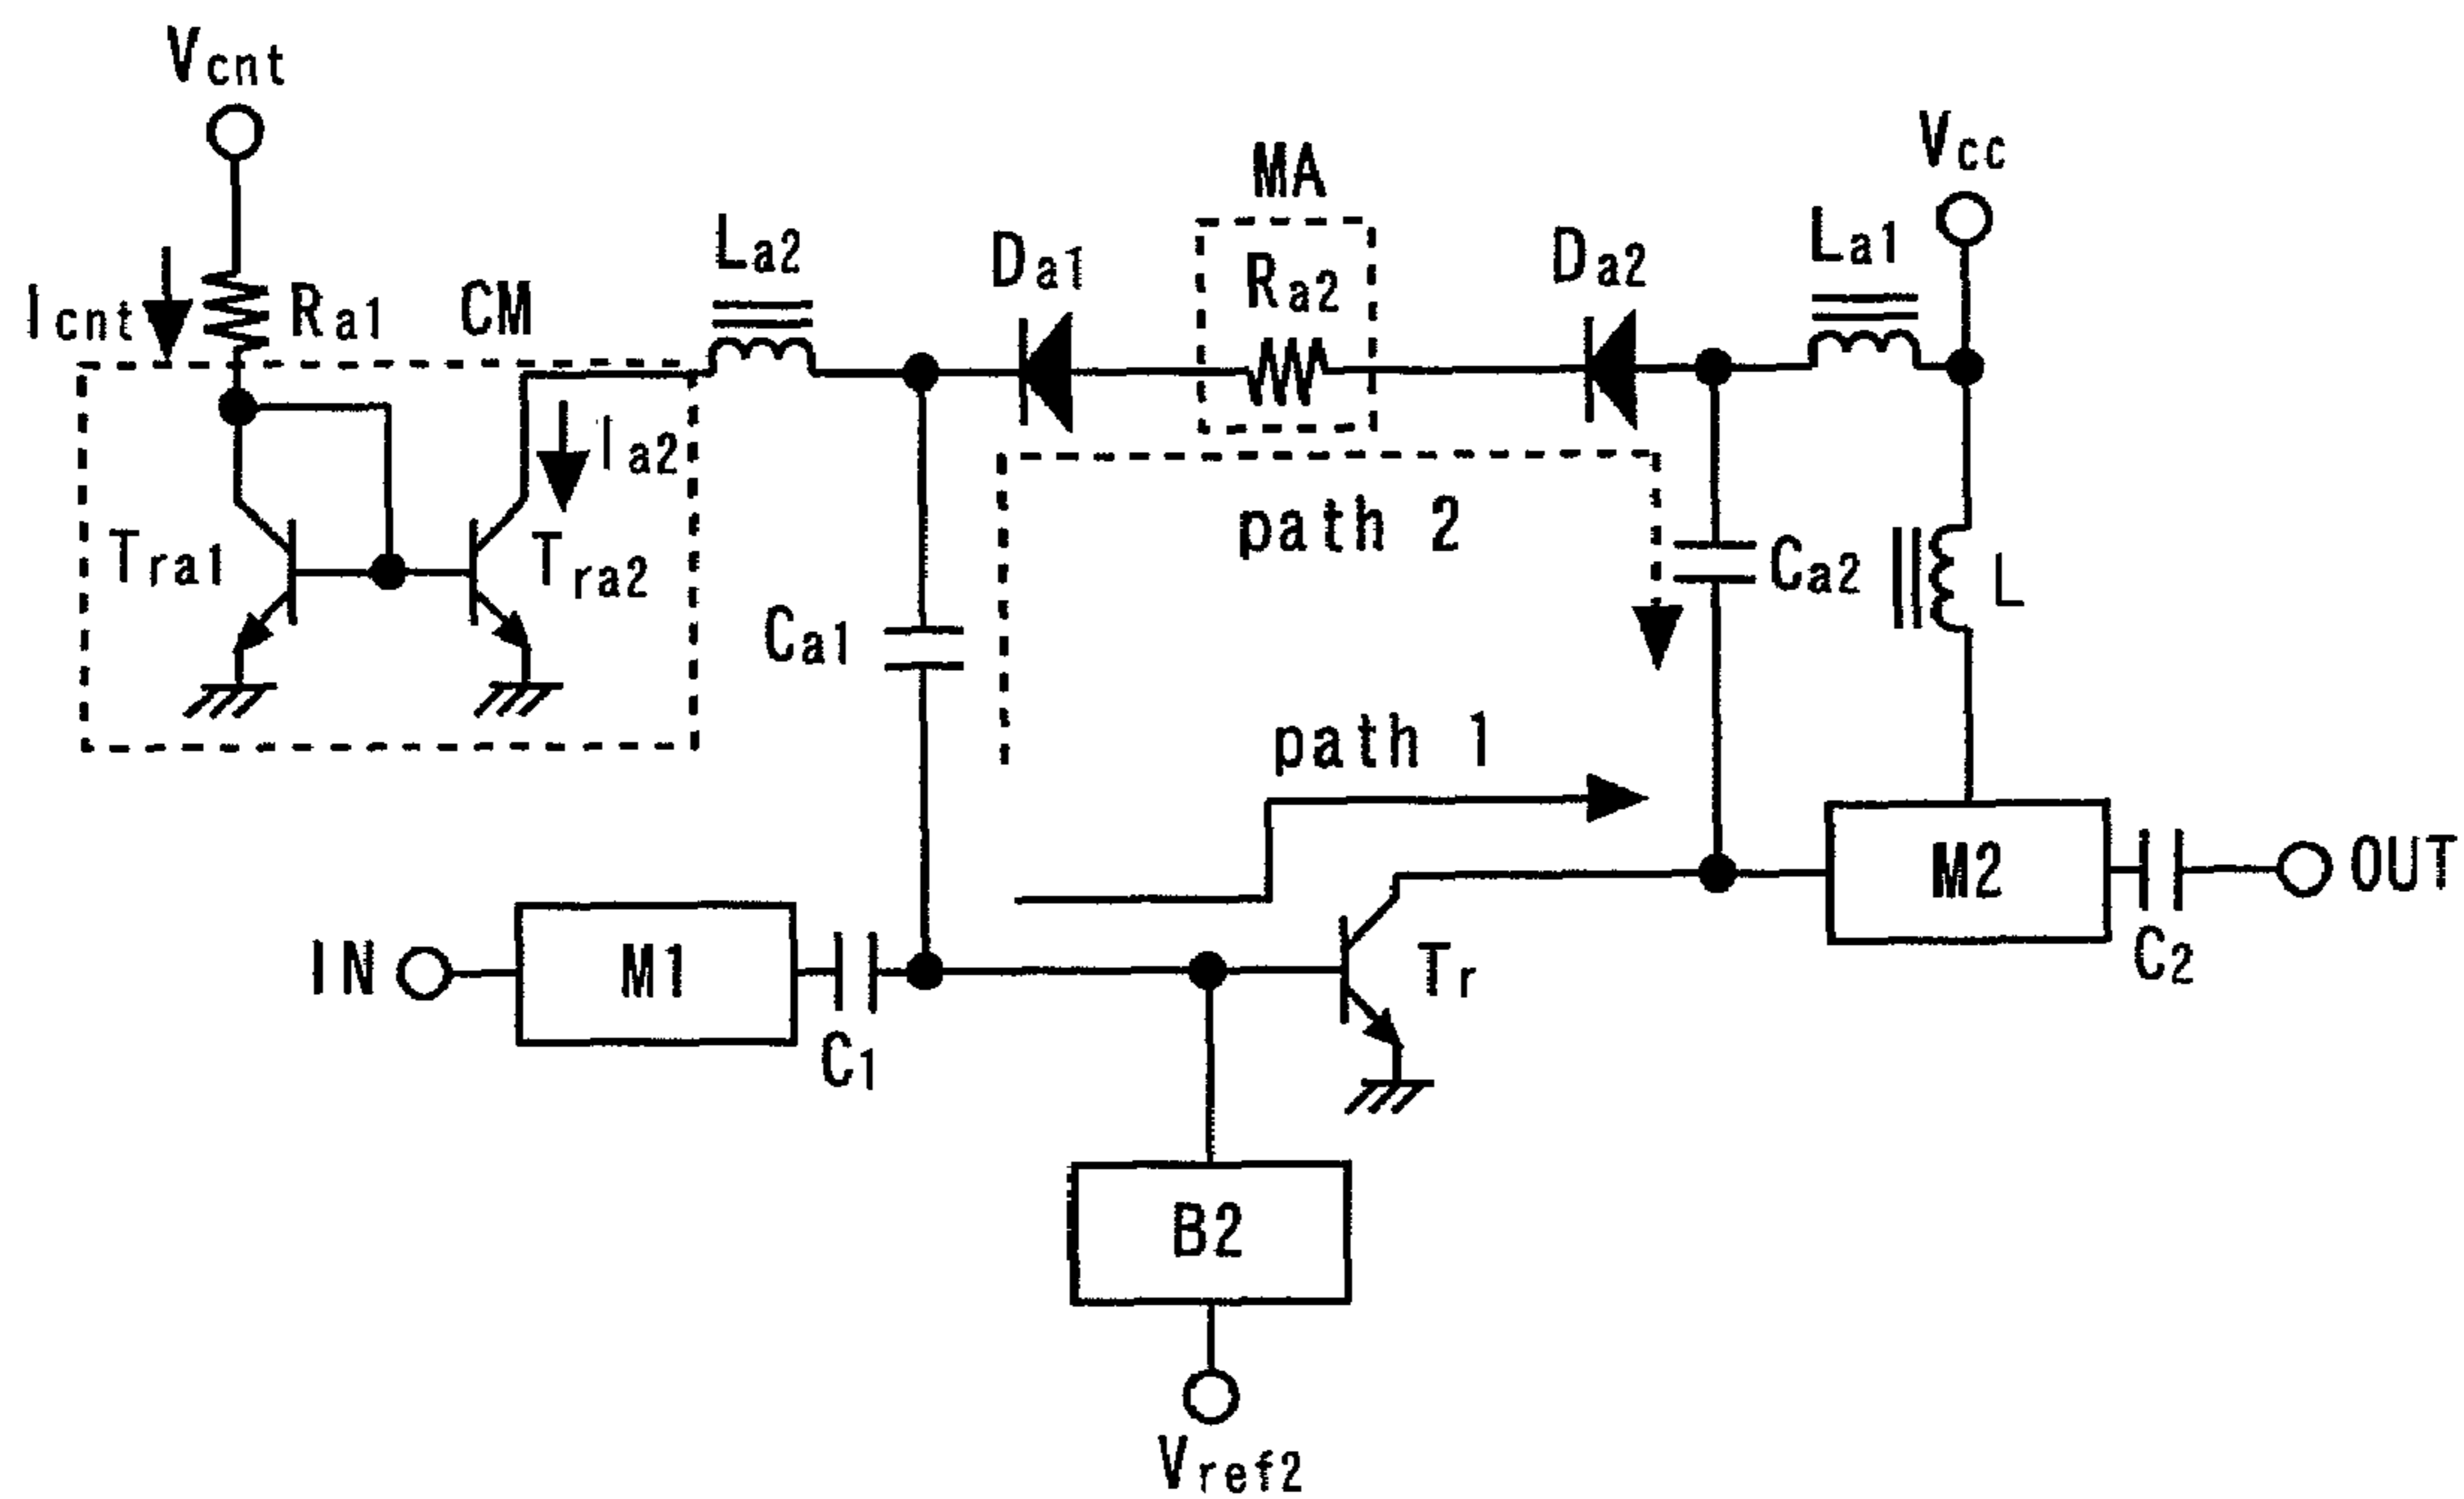 Vcnt
Vcc
MA
La2
Da1
Ra2
Da2
La1
Icnt
Ra1
CM
Ia2
path 2
Tra1
Tra2
Ca2
L
Ca1
path 1
M2
OUT
IN
M1
Tr
C2
C1
B2
Vref2